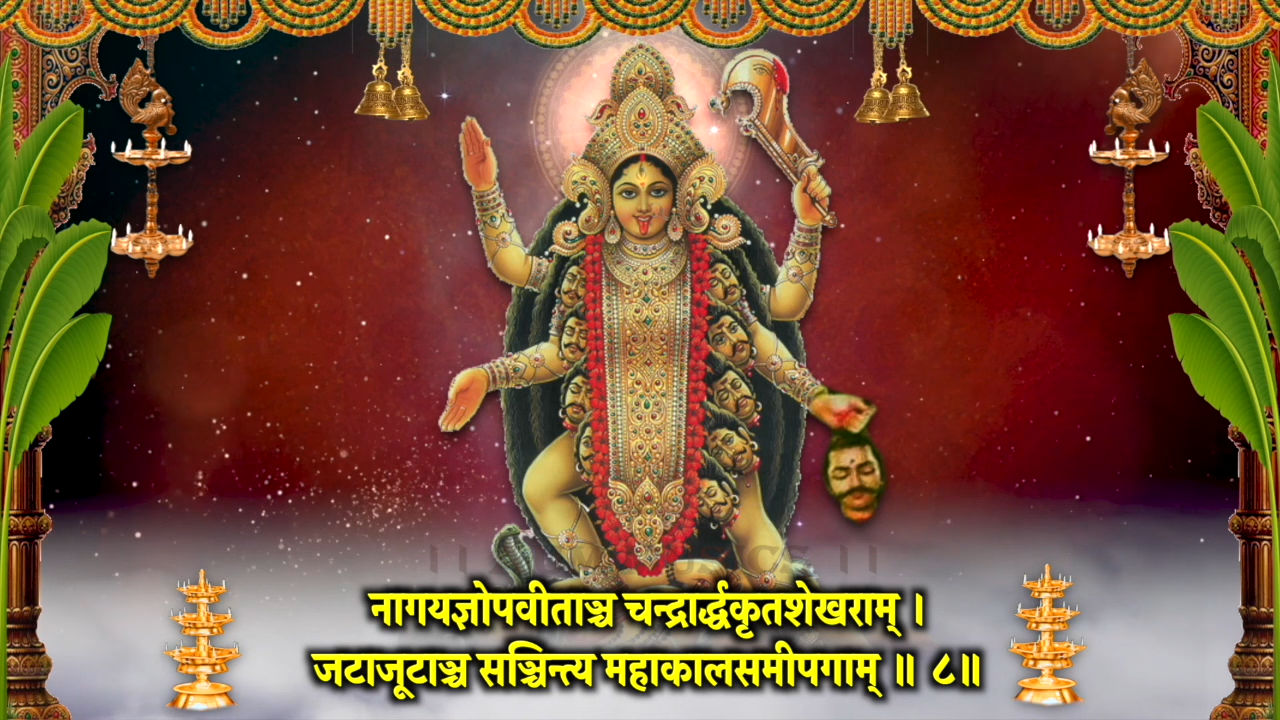 नागयज्ञोपवीताञ्च चन्द्रार्द्धकृतशेखराम् ।
जटाजूटाञ्च सञ्चिन्त्य महाकालसमीपगाम् ॥ ८॥